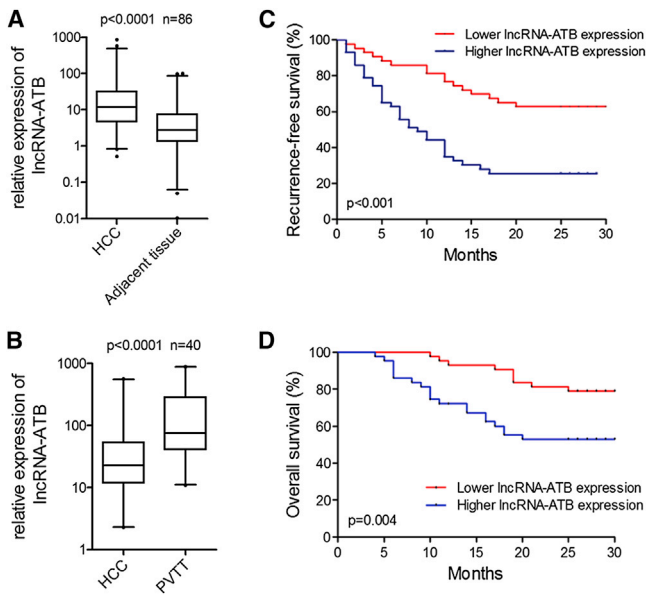 A
p<0.0001 n=86
relative expression of
lncRNA-ATB
1000
100
10
1
0.1
0.01
HCC
Adjacent tissue
B
p<0.0001 n=40
relative expression of
lncRNA-ATB
1000
100
10
1
HCC
PVTT
C
Lower lncRNA-ATB expression
Higher lncRNA-ATB expression
Recurrence-free survival (%)
100
80
60
40
20
0
p<0.001
0 5 10 15 20 25 30
Months
D
Overall survival (%)
100
80
60
40
20
0
Lower lncRNA-ATB expression
Higher lncRNA-ATB expression
p=0.004
0 5 10 15 20 25 30
Months